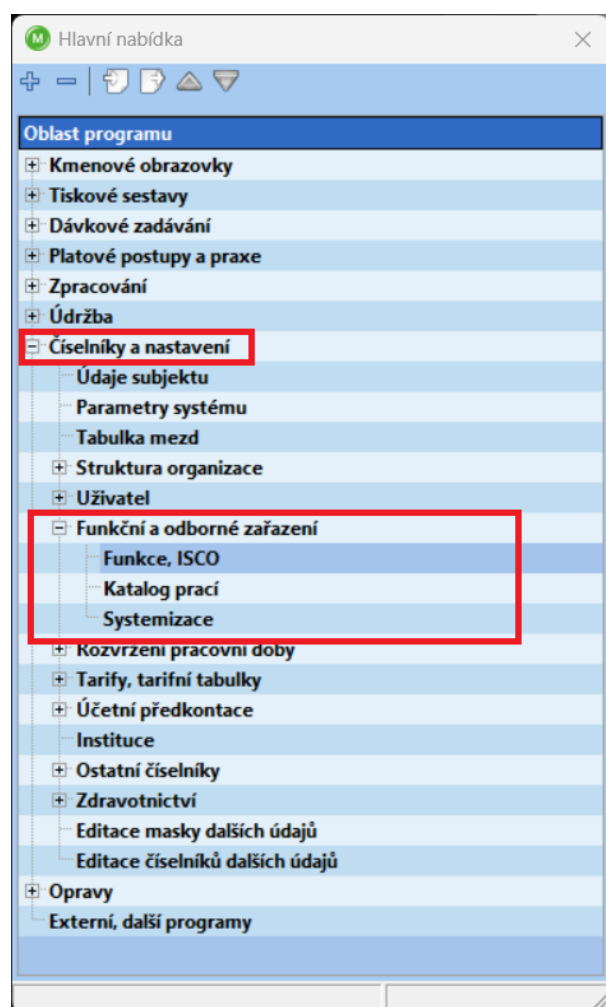 M Hlavní nabídka
Oblast programu
Kmenové obrazovky
Tiskové sestavy
Dávkové zadávání
Platové postupy a praxe
Zpracování
Údržba
Číselníky a nastavení
Údaje subjektu
Parametry systému
Tabulka mezd
Struktura organizace
Uživatel
Funkční a odborné zařazení
Funkce, ISCO
Katalog prací
Systemizace
Rozvržení pracovní doby
Tarify, tarifní tabulky
Účetní předkontace
Instituce
Ostatní číselníky
Zdravotnictví
Editace masky dalších údajů
Editace číselníků dalších údajů
Opravy
Externí, další programy